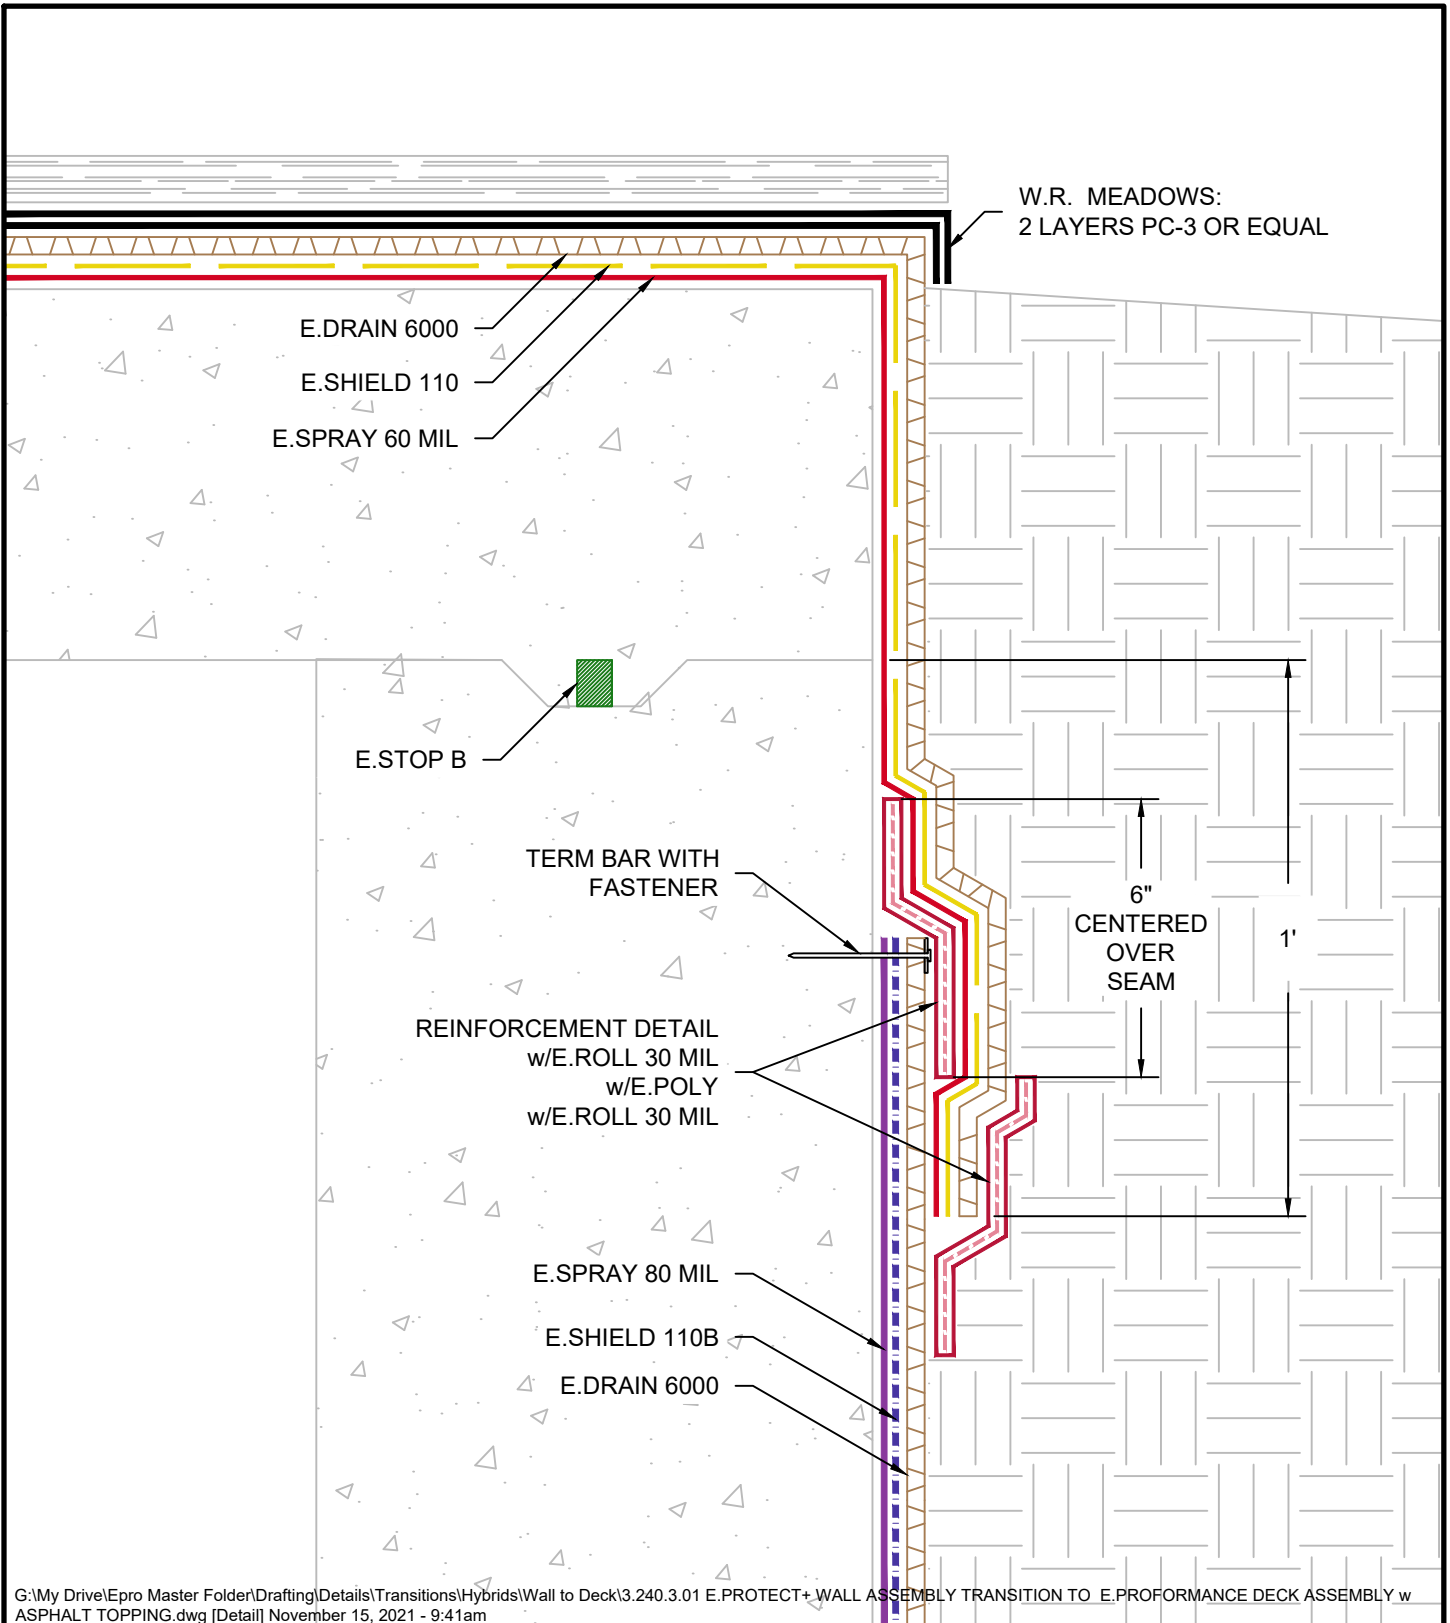 W.R. MEADOWS:
2 LAYERS PC-3 OR EQUAL
E.DRAIN 6000
E.SHIELD 110
E.SPRAY 60 MIL
E.STOP B
TERM BAR WITH
FASTENER
6"
CENTERED
OVER
SEAM
1'
REINFORCEMENT DETAIL
w/E.ROLL 30 MIL
w/E.POLY
w/E.ROLL 30 MIL
E.SPRAY 80 MIL
E.SHIELD 110B
E.DRAIN 6000
G:\My Drive\Epro Master Folder\Drafting\Details\Transitions\Hybrids\Wall to Deck\3.240.3.01 E.PROTECT+ WALL ASSEMBLY TRANSITION TO E.PROFORMANCE DECK ASSEMBLY w
ASPHALT TOPPING.dwg [Detail] November 15, 2021 - 9:41am